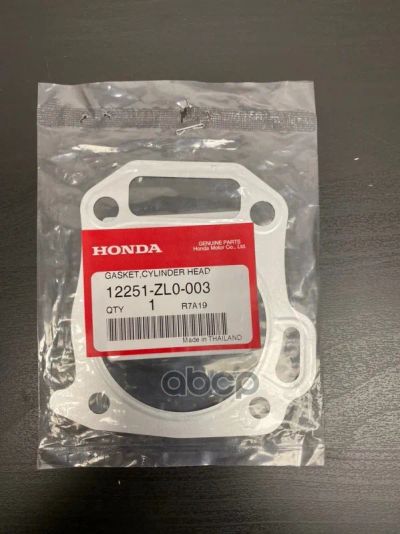 HONDA
GENUINE PARTS
Honda Motor Co., Ltd.
GASKET,CYLINDER HEAD
12251-ZL0-003
QTY 1 R7A19
Made in THAILAND
abcp